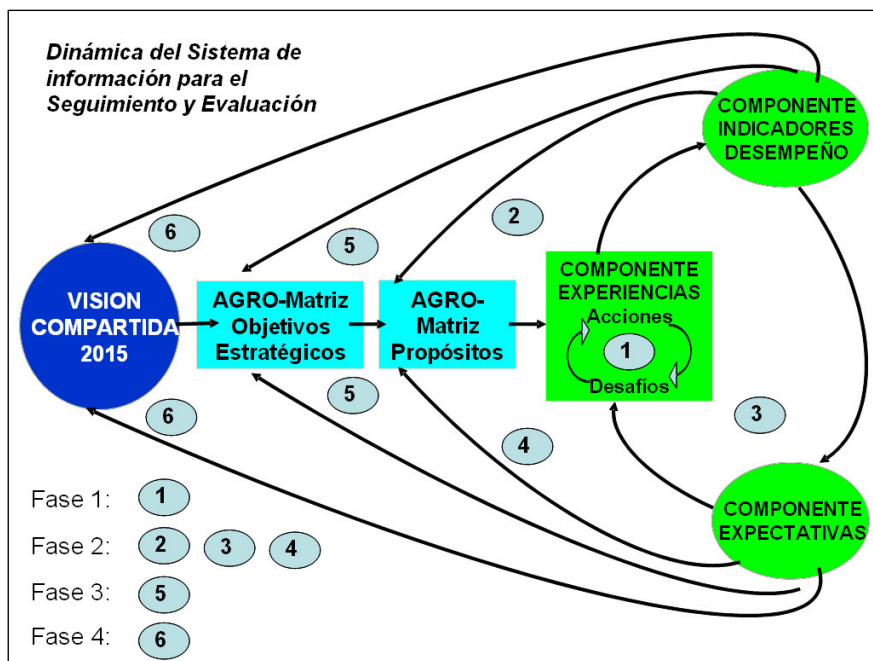 Dinámica del Sistema de
información para el
Seguimiento y Evaluación
COMPONENTE
INDICADORES
DESEMPEÑO
6
5
2
VISION
COMPARTIDA
2015
AGRO-Matriz
Objetivos
Estratégicos
AGRO-
Matriz
Propósitos
COMPONENTE
EXPERIENCIAS
Acciones
1
Desafíos
6
5
4
3
COMPONENTE
EXPECTATIVAS
Fase 1: 1
Fase 2: 2 3 4
Fase 3: 5
Fase 4: 6